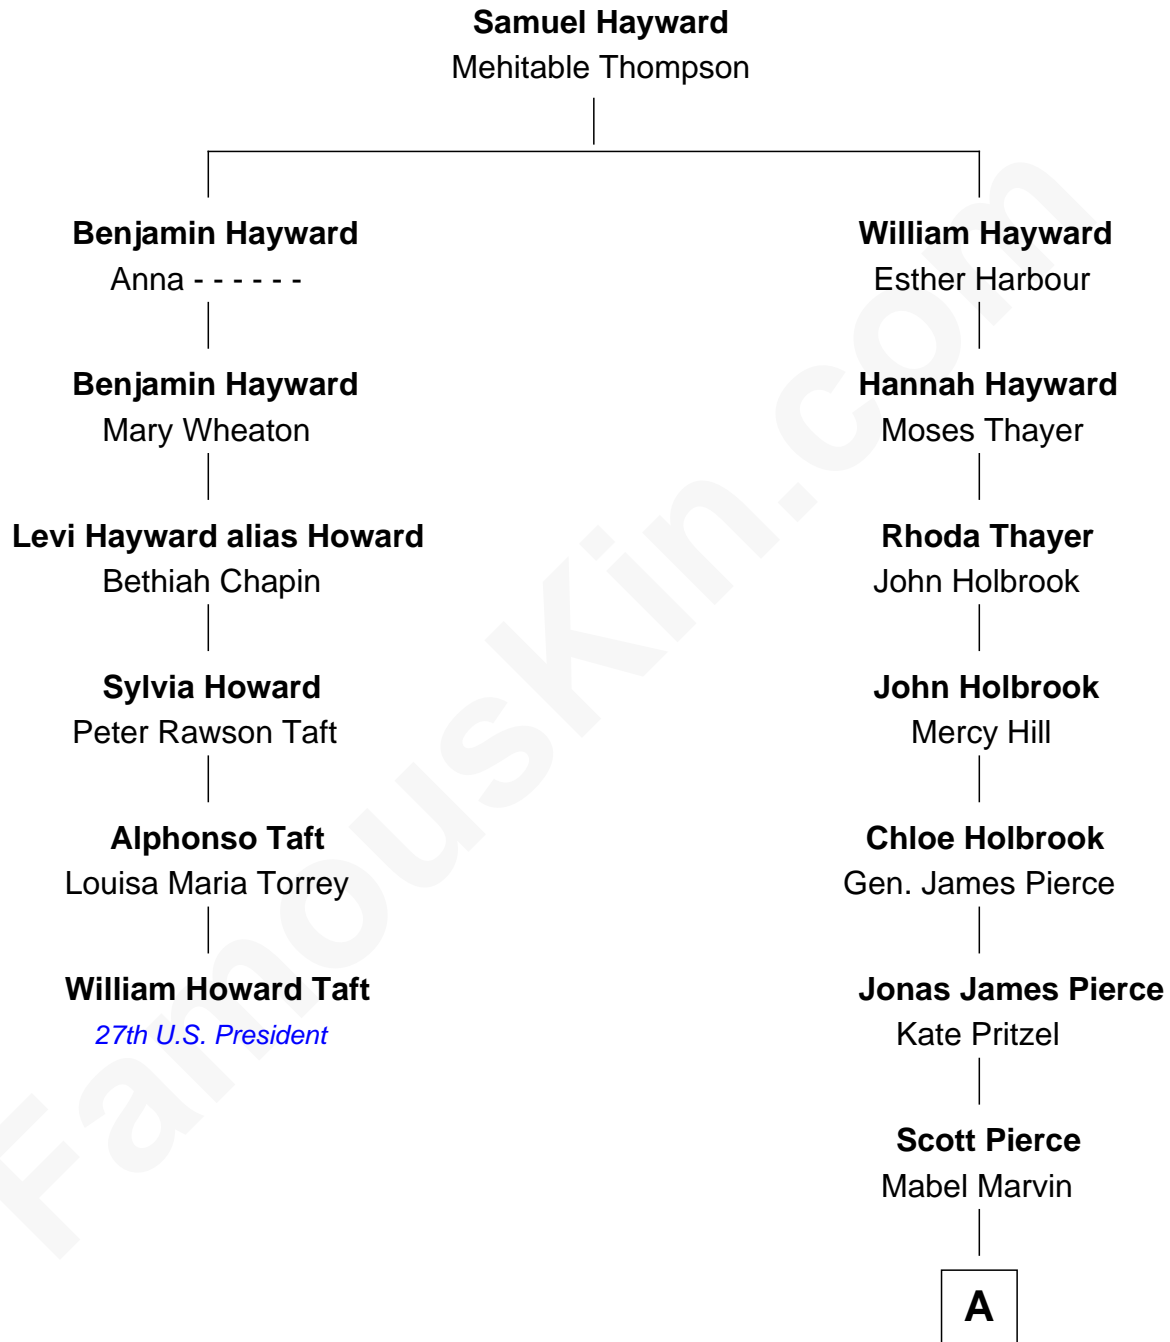 Samuel Hayward
Mehitable Thompson
Benjamin Hayward
Anna - - - - - -
Benjamin Hayward
Mary Wheaton
Levi Hayward alias Howard
Bethiah Chapin
Sylvia Howard
Peter Rawson Taft
Alphonso Taft
Louisa Maria Torrey
William Howard Taft
27th U.S. President
William Hayward
Esther Harbour
Hannah Hayward
Moses Thayer
Rhoda Thayer
John Holbrook
John Holbrook
Mercy Hill
Chloe Holbrook
Gen. James Pierce
Jonas James Pierce
Kate Pritzel
Scott Pierce
Mabel Marvin
A
FamousKin.com